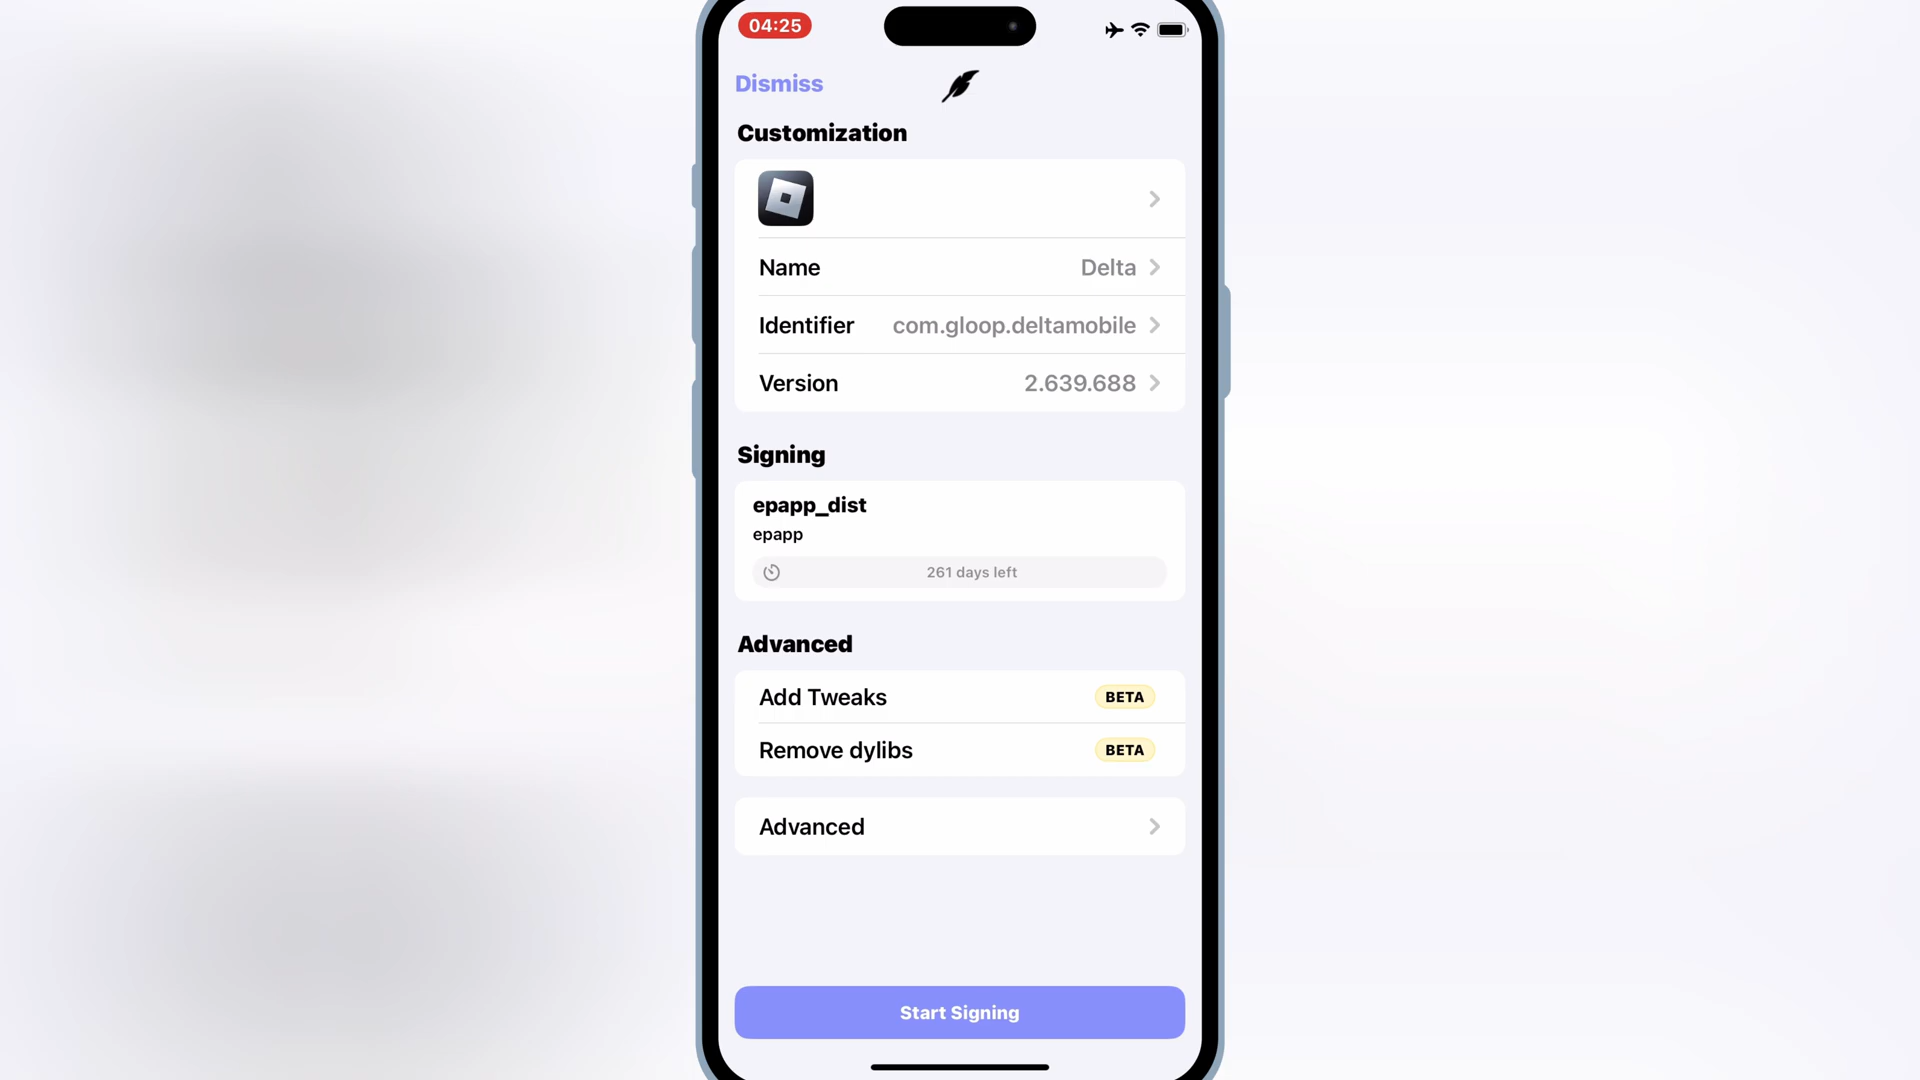 04:25
Dismiss
Customization
Name Delta
Identifier com.gloop.deltamobile
Version 2.639.688
Signing
epapp_dist
epapp
261 days left
Advanced
Add Tweaks BETA
Remove dylibs BETA
Advanced
Start Signing